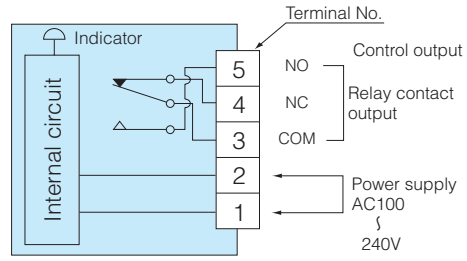 Terminal No.
Indicator
Internal circuit
5
NO
Control output
4
NC
Relay contact
output
3
COM
2
1
Power supply
AC100
~
240V